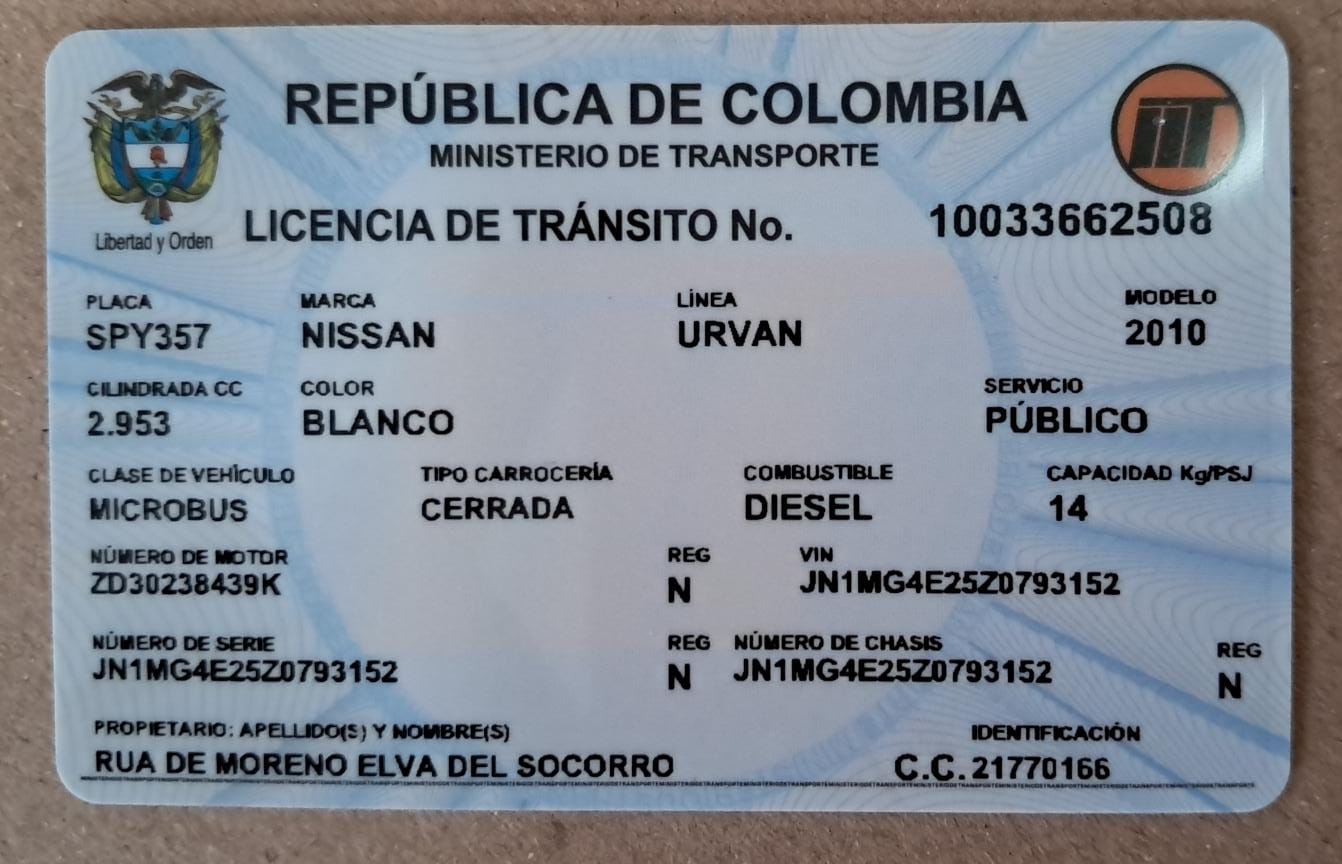 REPÚBLICA DE COLOMBIA
MINISTERIO DE TRANSPORTE
Libertad y Orden
LICENCIA DE TRÁNSITO No. 10033662508
PLACA MARCA LÍNEA MODELO
SPY357 NISSAN URVAN 2010
CILINDRADA CC COLOR SERVICIO
2.953 BLANCO PÚBLICO
CLASE DE VEHÍCULO TIPO CARROCERÍA COMBUSTIBLE CAPACIDAD Kg/PSJ
MICROBUS CERRADA DIESEL 14
NÚMERO DE MOTOR REG VIN
ZD30238439K N JN1MG4E25Z0793152
NÚMERO DE SERIE REG NÚMERO DE CHASIS REG
JN1MG4E25Z0793152 N JN1MG4E25Z0793152 N
PROPIETARIO: APELLIDO(S) Y NOMBRE(S) IDENTIFICACIÓN
RUA DE MORENO ELVA DEL SOCORRO C.C. 21770166